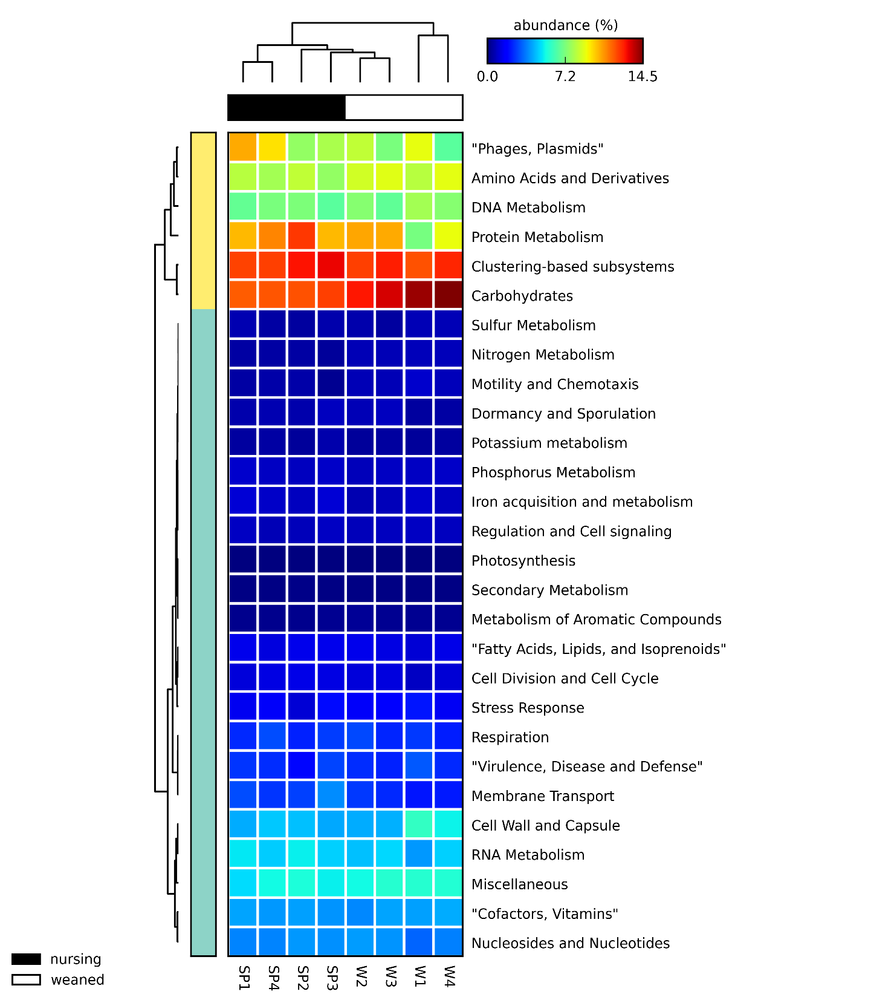 abundance (%)
0.0 7.2 14.5
"Phages, Plasmids"
Amino Acids and Derivatives
DNA Metabolism
Protein Metabolism
Clustering-based subsystems
Carbohydrates
Sulfur Metabolism
Nitrogen Metabolism
Motility and Chemotaxis
Dormancy and Sporulation
Potassium metabolism
Phosphorus Metabolism
Iron acquisition and metabolism
Regulation and Cell signaling
Photosynthesis
Secondary Metabolism
Metabolism of Aromatic Compounds
"Fatty Acids, Lipids, and Isoprenoids"
Cell Division and Cell Cycle
Stress Response
Respiration
"Virulence, Disease and Defense"
Membrane Transport
Cell Wall and Capsule
RNA Metabolism
Miscellaneous
"Cofactors, Vitamins"
Nucleosides and Nucleotides
nursing
weaned
SP1 SP4 SP2 SP3 W2 W3 W1 W4